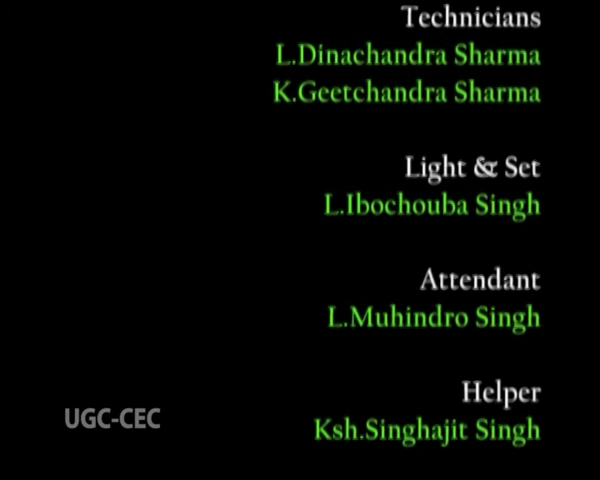 Technicians
L.Dinachandra Sharma
K.Geetchandra Sharma
Light & Set
L.Ibochouba Singh
Attendant
L.Muhindro Singh
Helper
UGC-CEC
Ksh.Singhajit Singh